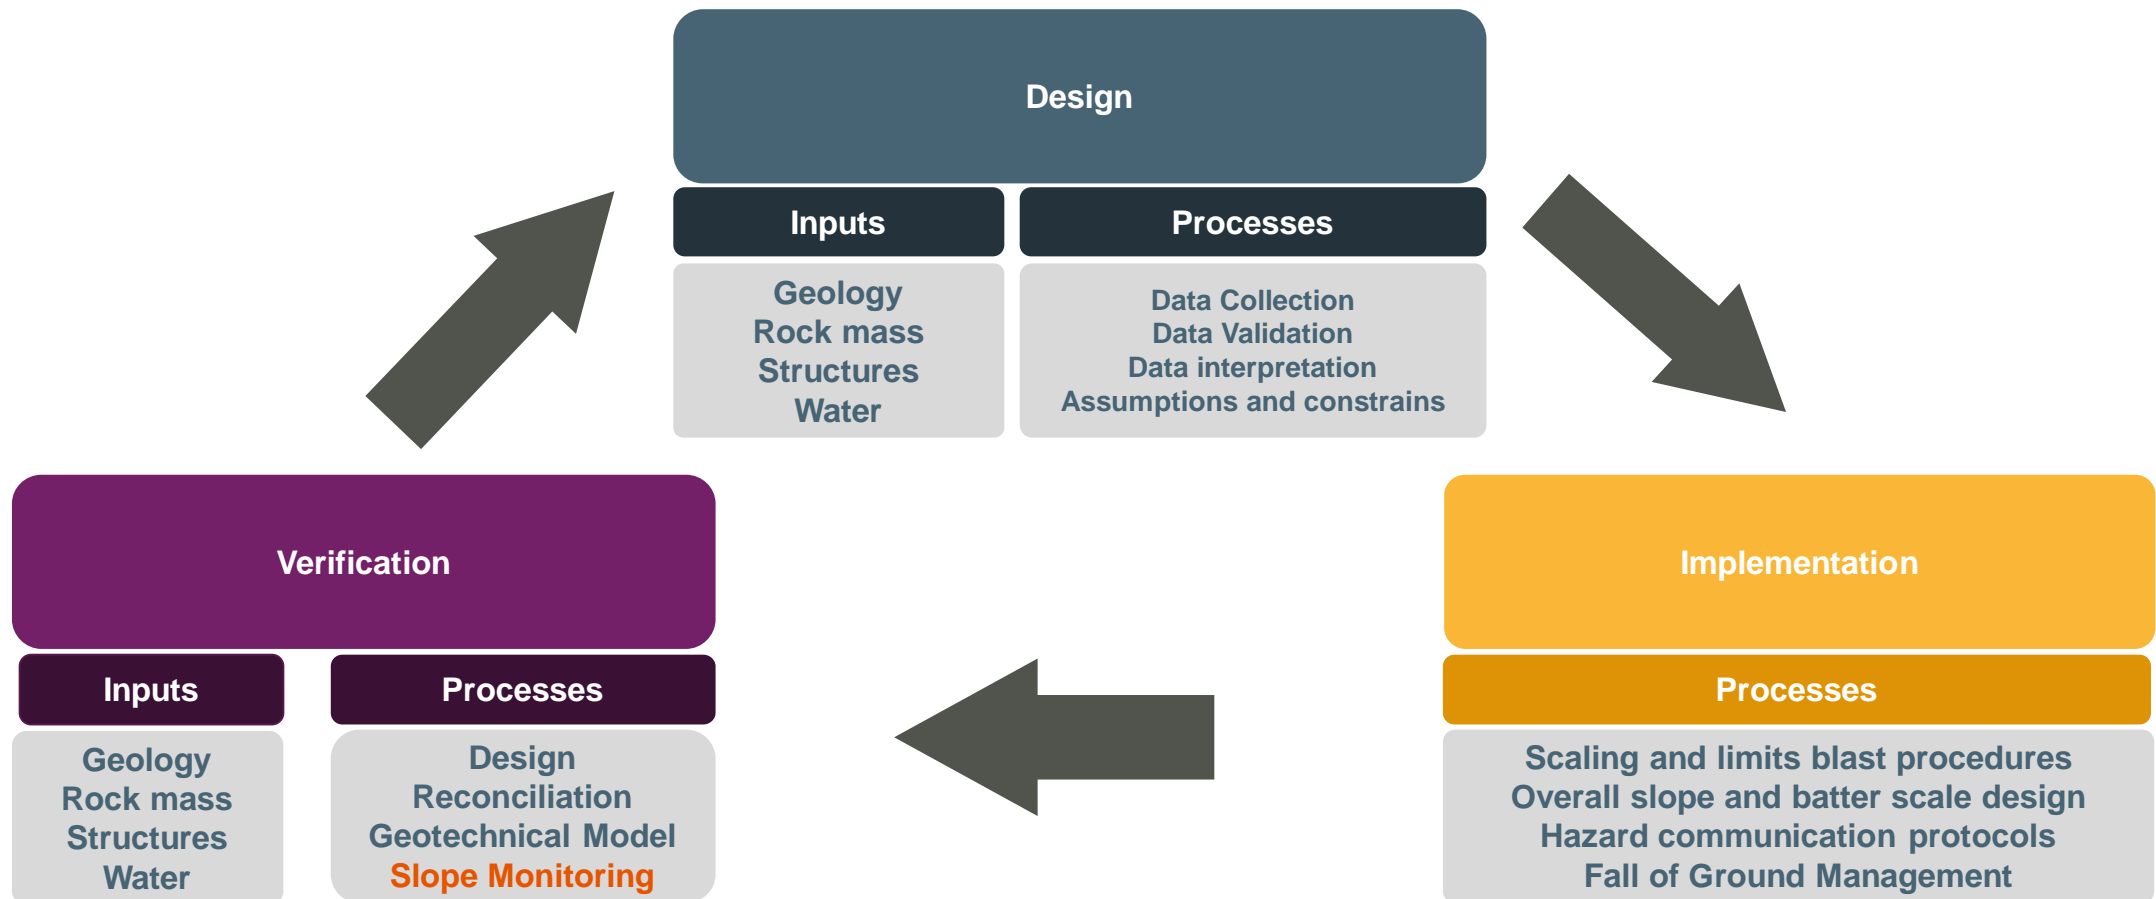 Design
Inputs
Processes
Geology
Rock mass
Structures
Water
Data Collection
Data Validation
Data interpretation
Assumptions and constrains
Verification
Inputs
Processes
Geology
Rock mass
Structures
Water
Design
Reconciliation
Geotechnical Model
Slope Monitoring
Implementation
Processes
Scaling and limits blast procedures
Overall slope and batter scale design
Hazard communication protocols
Fall of Ground Management